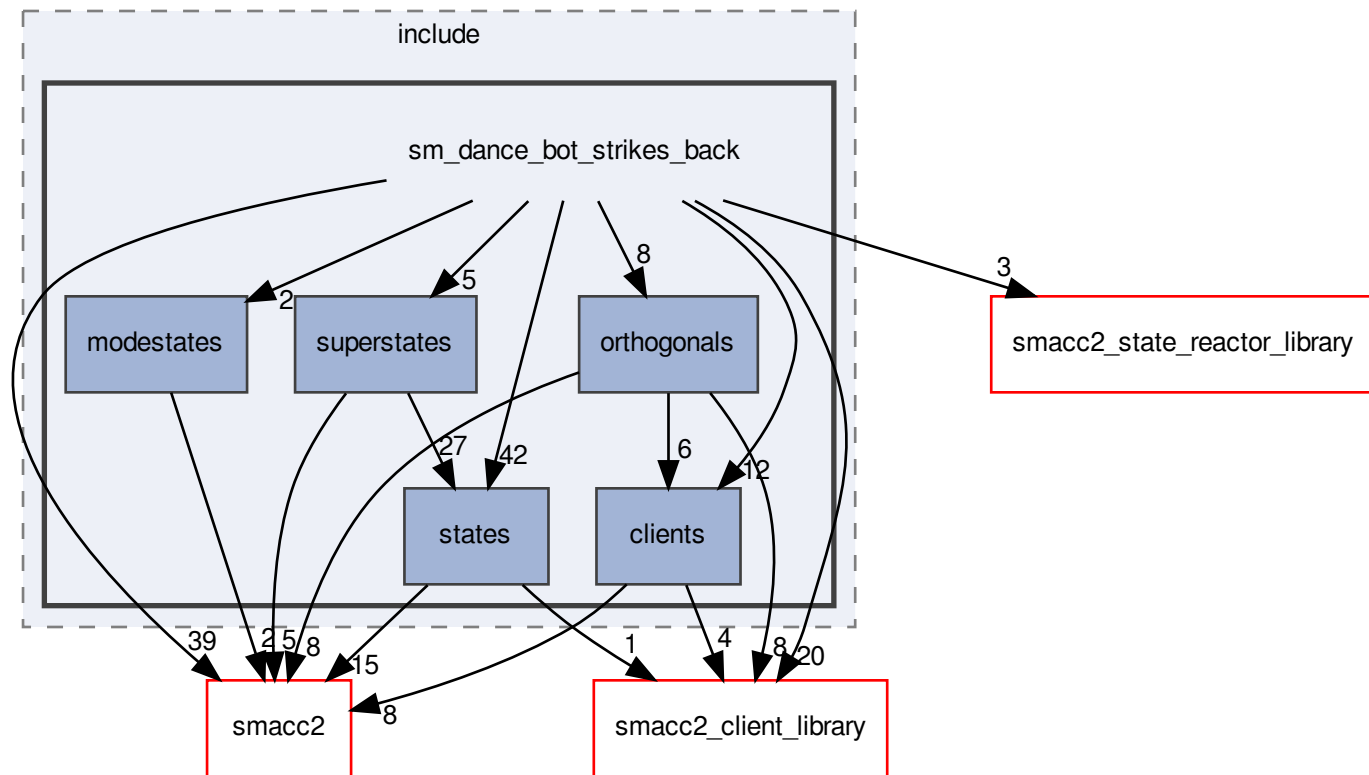 include
sm_dance_bot_strikes_back
8
3
2
5
modestates
superstates
orthogonals
smacc2_state_reactor_library
27
42
6
12
states
clients
39
2
5
8
15
1
4
8
20
8
smacc2
smacc2_client_library